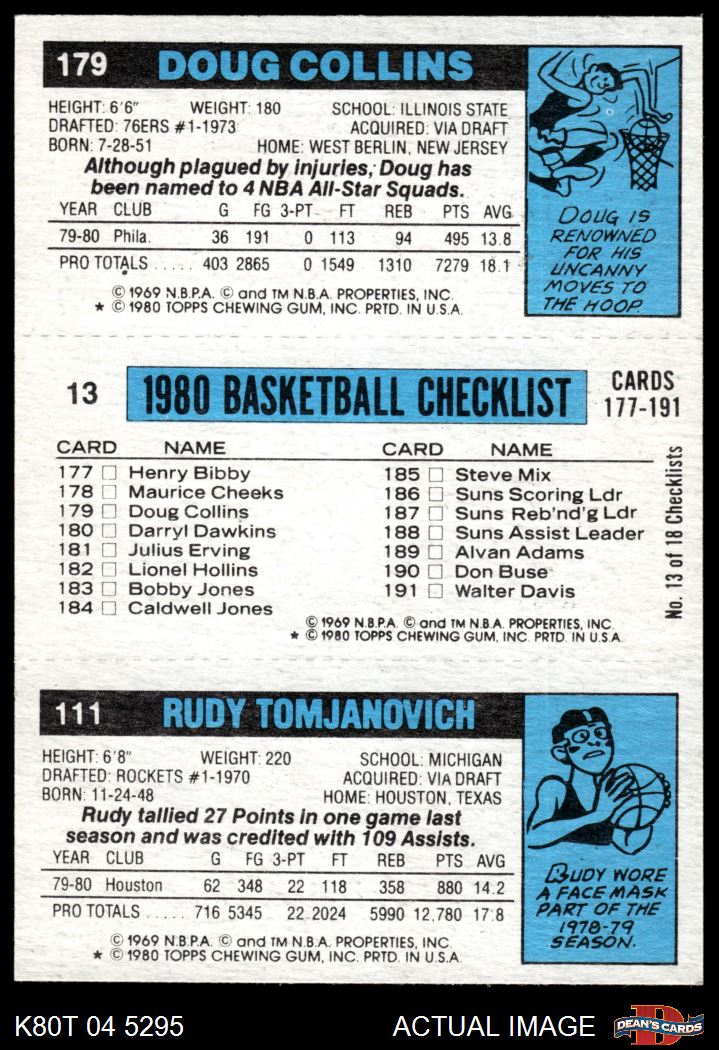 179 DOUG COLLINS
HEIGHT: 6'6" WEIGHT: 180 SCHOOL: ILLINOIS STATE
DRAFTED: 76ERS #1-1973 ACQUIRED: VIA DRAFT
BORN: 7-28-51 HOME: WEST BERLIN, NEW JERSEY
Although plagued by injuries, Doug has
been named to 4 NBA All-Star Squads.
YEAR CLUB G FG 3-PT FT REB PTS AVG
79-80 Phila. 36 191 0 113 94 495 13.8
PRO TOTALS ..... 403 2865 0 1549 1310 7279 18.1
© 1969 N.B.P.A. © and TM N.B.A. PROPERTIES, INC.
★ © 1980 TOPPS CHEWING GUM, INC. PRTD. IN U.S.A.
DOUG IS
RENOWNED
FOR HIS
UNCANNY
MOVES TO
THE HOOP.
13 1980 BASKETBALL CHECKLIST CARDS
177-191
CARD NAME
177 □ Henry Bibby
178 □ Maurice Cheeks
179 □ Doug Collins
180 □ Darryl Dawkins
181 □ Julius Erving
182 □ Lionel Hollins
183 □ Bobby Jones
184 □ Caldwell Jones
CARD NAME
185 □ Steve Mix
186 □ Suns Scoring Ldr
187 □ Suns Reb'nd'g Ldr
188 □ Suns Assist Leader
189 □ Alvan Adams
190 □ Don Buse
191 □ Walter Davis
© 1969 N.B.P.A. © and TM N.B.A. PROPERTIES, INC.
★ © 1980 TOPPS CHEWING GUM, INC. PRTD. IN U.S.A.
No. 13 of 18 Checklists
111 RUDY TOMJANOVICH
HEIGHT: 6'8" WEIGHT: 220 SCHOOL: MICHIGAN
DRAFTED: ROCKETS #1-1970 ACQUIRED: VIA DRAFT
BORN: 11-24-48 HOME: HOUSTON, TEXAS
Rudy tallied 27 Points in one game last
season and was credited with 109 Assists.
YEAR CLUB G FG 3-PT FT REB PTS AVG
79-80 Houston 62 348 22 118 358 880 14.2
PRO TOTALS ..... 716 5345 22 2024 5990 12,780 17.8
© 1969 N.B.P.A. © and TM N.B.A. PROPERTIES, INC.
★ © 1980 TOPPS CHEWING GUM, INC. PRTD. IN U.S.A.
RUDY WORE
A FACE MASK
PART OF THE
1978-79
SEASON.
K80T 04 5295 ACTUAL IMAGE DEAN'S CARDS